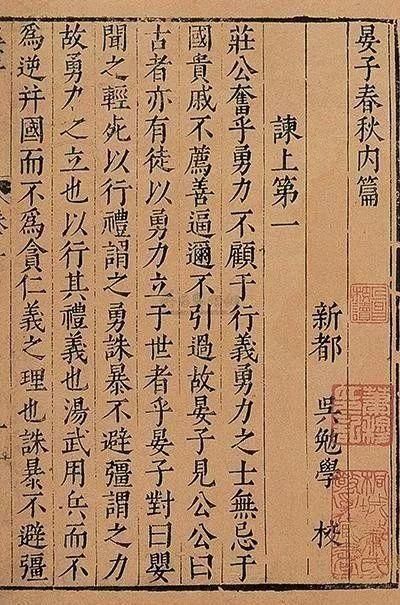 晏子春秋內篇
新都 吳勉學 校
諫上第一
莊公奮乎勇力不顧于行義勇力之士無忌于
國貴戚不薦善逼邇不引過故晏子見公公曰
古者亦有徒以勇力立于世者乎晏子對曰嬰
聞之輕死以行禮謂之勇誅暴不避彊謂之力
故勇力之立也以行其禮義也湯武用兵而不
為逆并國而不為貪仁義之理也誅暴不避彊